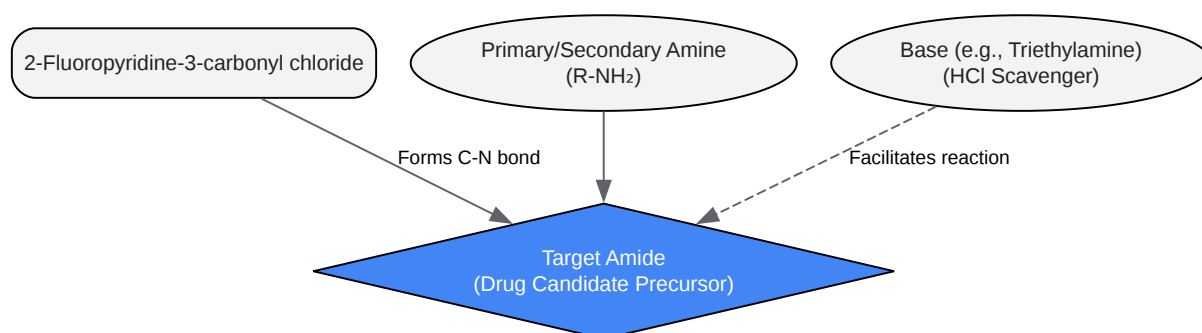 2-Fluoropyridine-3-carbonyl chloride
Primary/Secondary Amine
(R-NH₂)
Base (e.g., Triethylamine)
(HCl Scavenger)
Forms C-N bond
Facilitates reaction
Target Amide
(Drug Candidate Precursor)